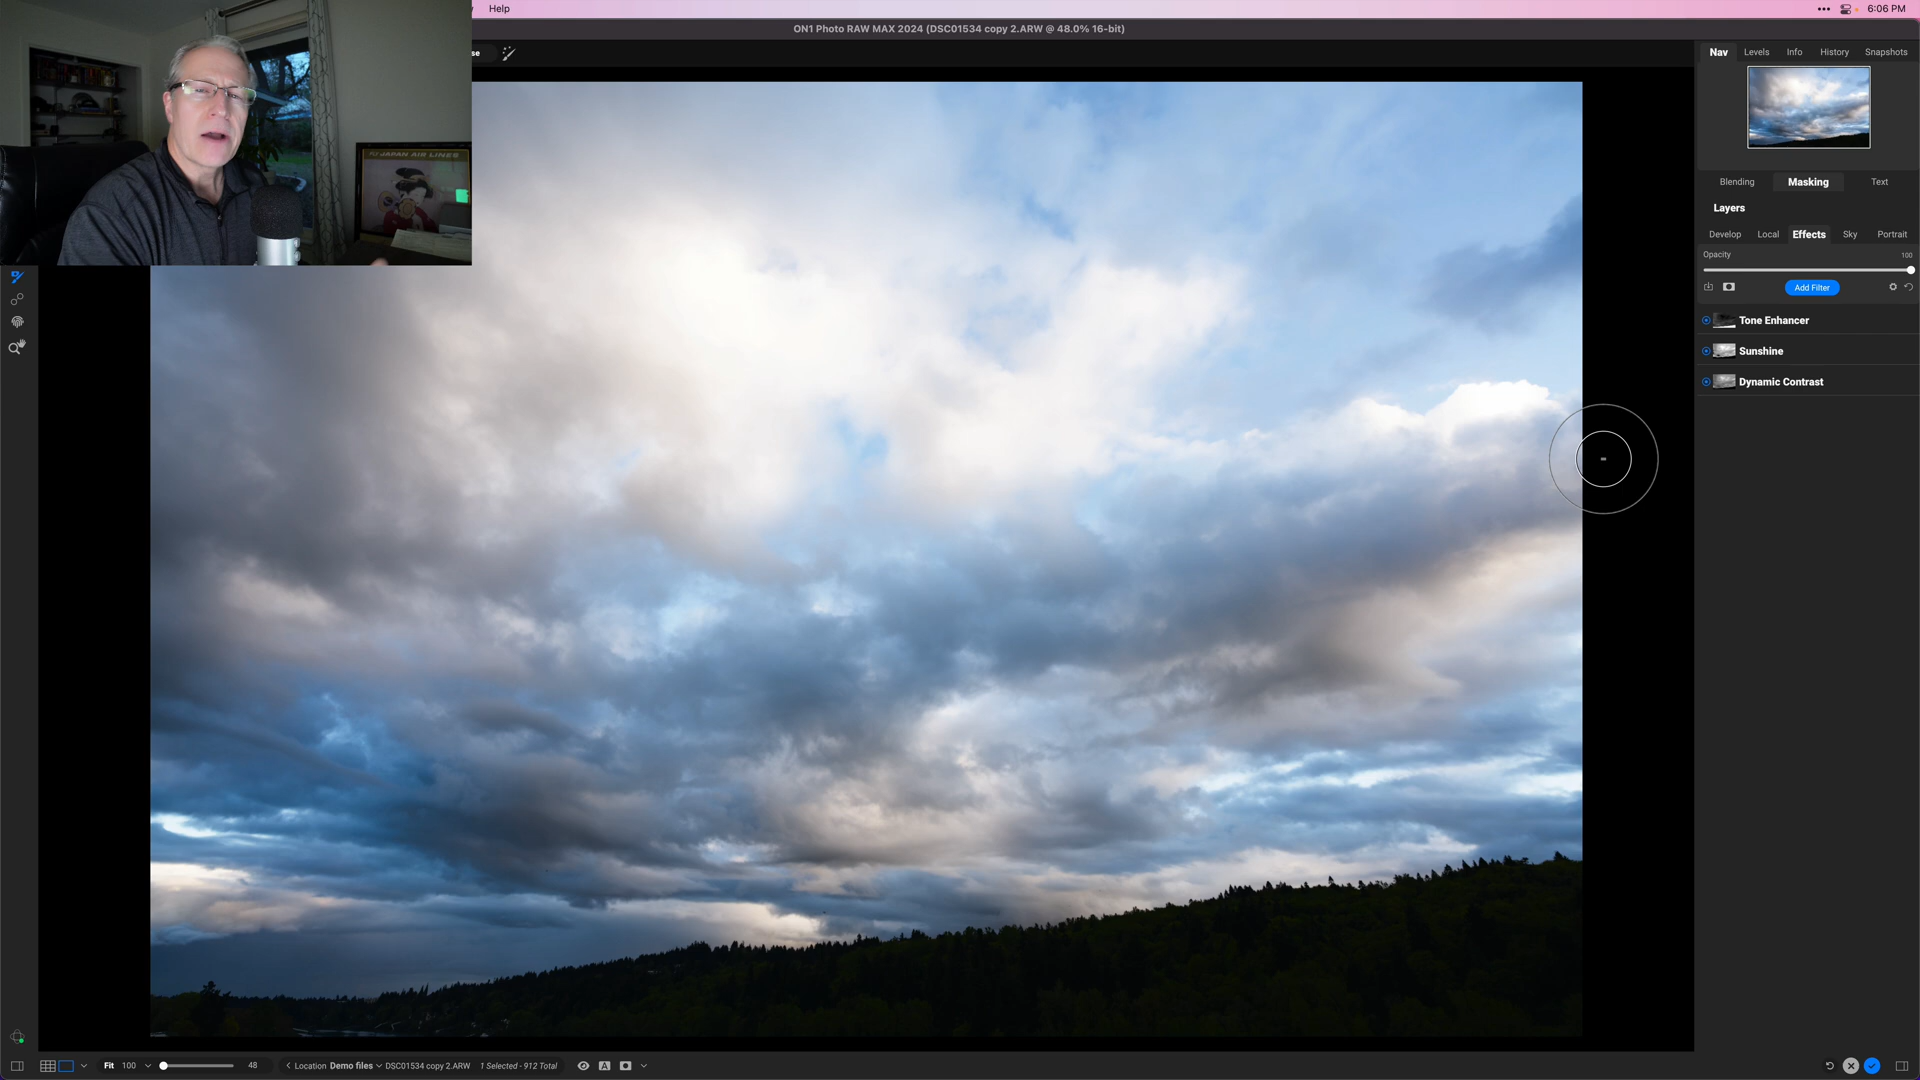 Help
6:06 PM
ON1 Photo RAW MAX 2024 (DSC01534 copy 2.ARW @ 48.0% 16-bit)
se
Nav Levels Info History Snapshots
JAPAN AIR LINES
Blending Masking Text
Layers
Develop Local Effects Sky Portrait
Opacity 100
Add Filter
Tone Enhancer
Sunshine
Dynamic Contrast
Fit 100 48 Location Demo files DSC01534 copy 2.ARW 1 Selected - 912 Total A